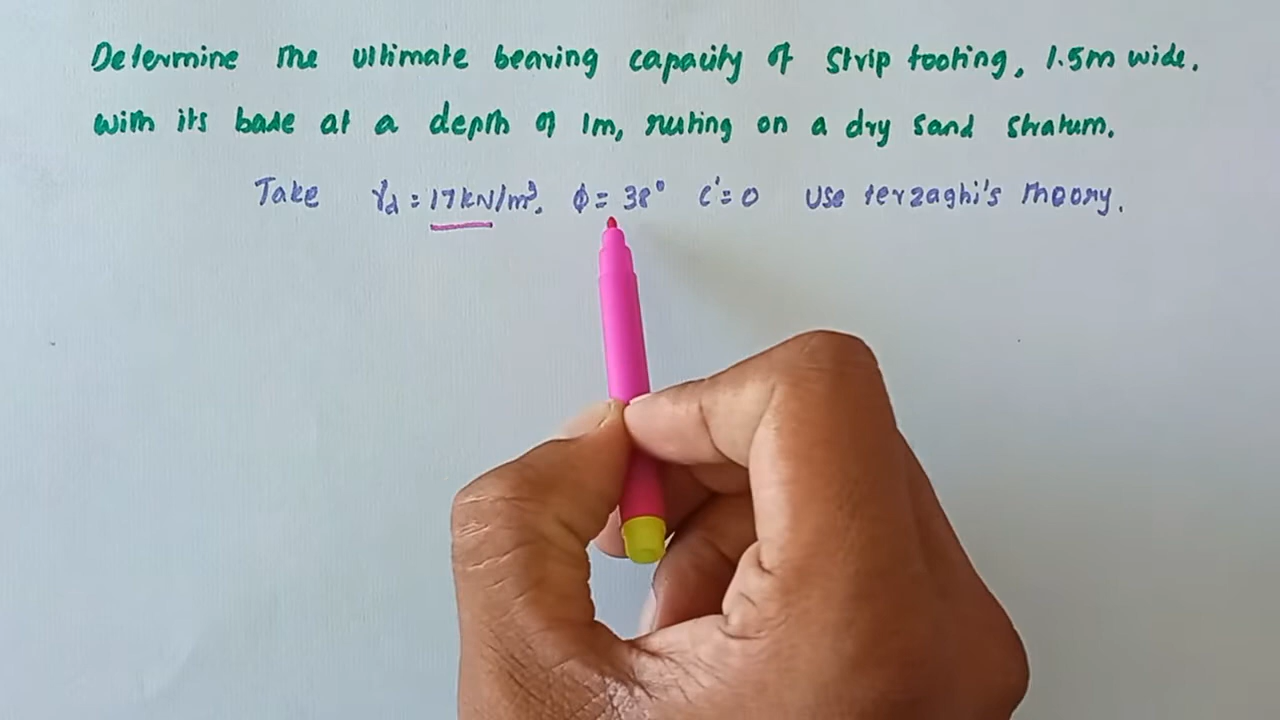 Determine the ultimate bearing capacity of strip footing, 1.5m wide.
with its base at a depth of 1m, resting on a dry sand stratum.
Take γd = 17kN/m³, ϕ = 38° c' = 0 use terzaghi's theory.